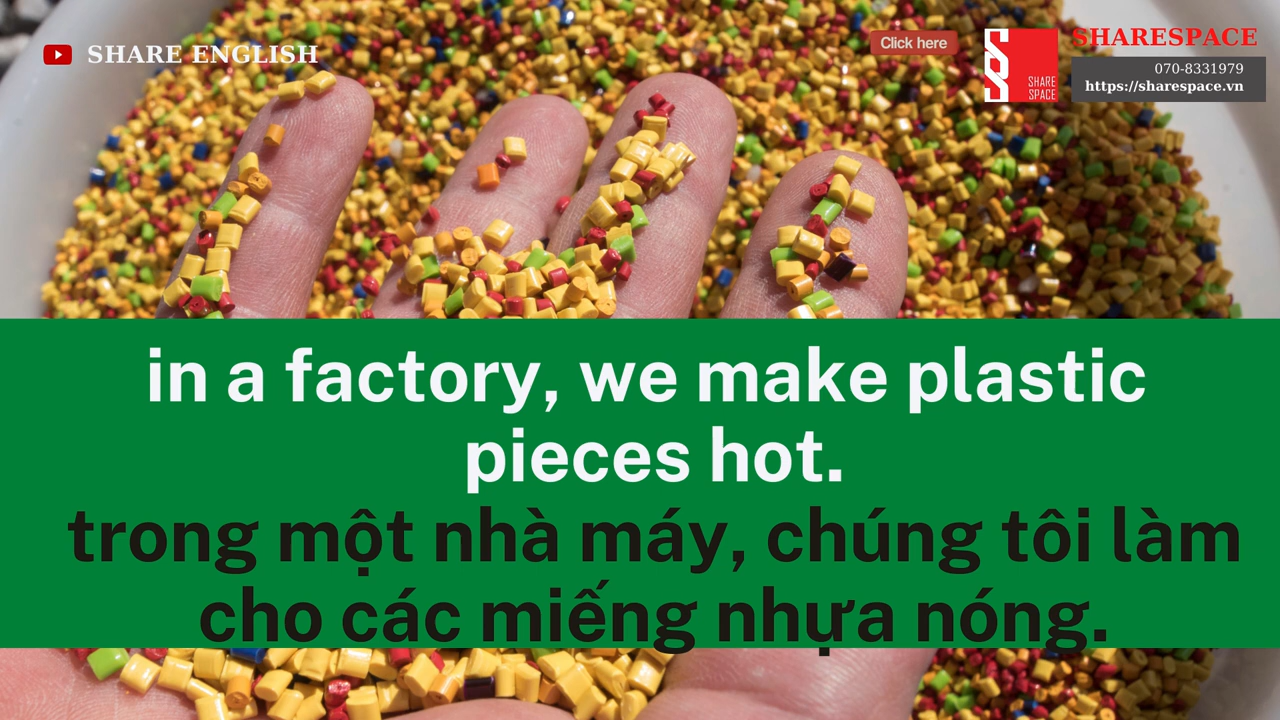 SHARE ENGLISH
Click here
SHARE
SPACE
SHARESPACE
070-8331979
https://sharespace.vn
in a factory, we make plastic
pieces hot.
trong một nhà máy, chúng tôi làm
cho các miếng nhựa nóng.